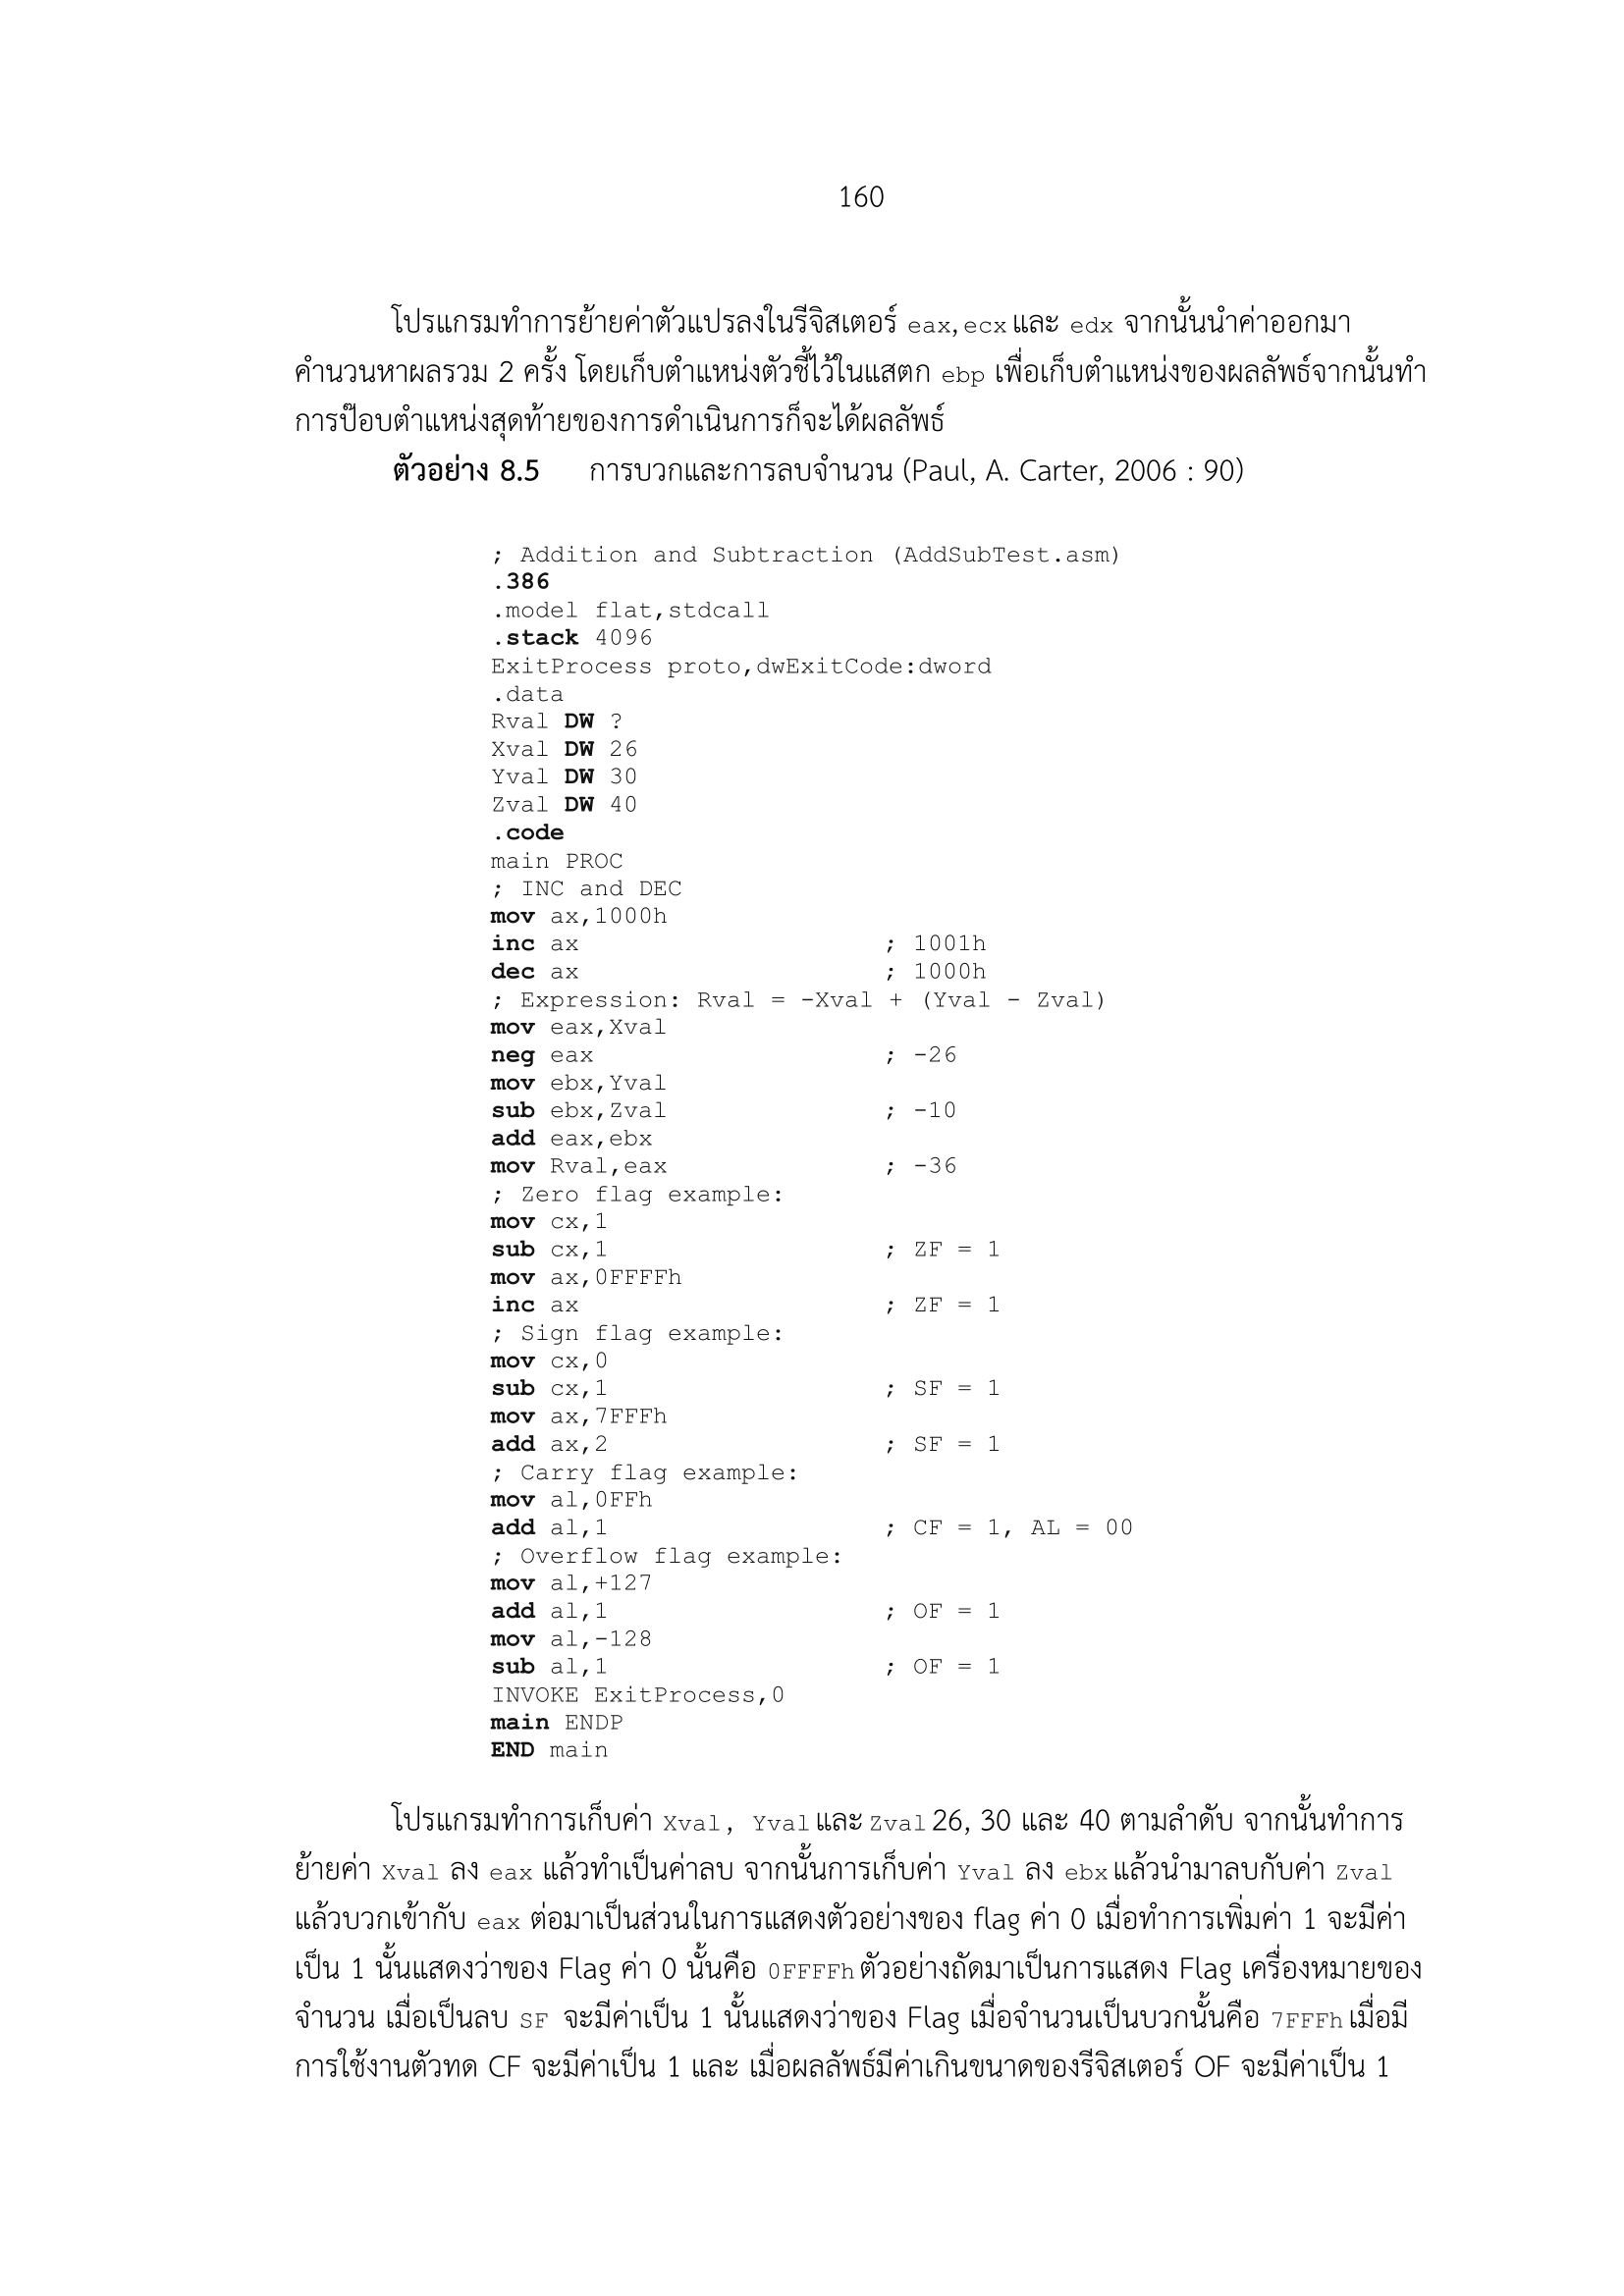 160
โปรแกรมทำการย้ายค่าตัวแปรลงในรีจิสเตอร์ eax,ecx และ edx จากนั้นนำค่าออกมา
คำนวนหาผลรวม 2 ครั้ง โดยเก็บตำแหน่งตัวชี้ไว้ในแสตก ebp เพื่อเก็บตำแหน่งของผลลัพธ์จากนั้นทำ
การป๊อบตำแหน่งสุดท้ายของการดำเนินการก็จะได้ผลลัพธ์
ตัวอย่าง 8.5 การบวกและการลบจำนวน (Paul, A. Carter, 2006 : 90)
; Addition and Subtraction (AddSubTest.asm)
.386
.model flat,stdcall
.stack 4096
ExitProcess proto,dwExitCode:dword
.data
Rval DW ?
Xval DW 26
Yval DW 30
Zval DW 40
.code
main PROC
; INC and DEC
mov ax,1000h
inc ax ; 1001h
dec ax ; 1000h
; Expression: Rval = -Xval + (Yval - Zval)
mov eax,Xval
neg eax ; -26
mov ebx,Yval
sub ebx,Zval ; -10
add eax,ebx
mov Rval,eax ; -36
; Zero flag example:
mov cx,1
sub cx,1 ; ZF = 1
mov ax,0FFFFh
inc ax ; ZF = 1
; Sign flag example:
mov cx,0
sub cx,1 ; SF = 1
mov ax,7FFFh
add ax,2 ; SF = 1
; Carry flag example:
mov al,0FFh
add al,1 ; CF = 1, AL = 00
; Overflow flag example:
mov al,+127
add al,1 ; OF = 1
mov al,-128
sub al,1 ; OF = 1
INVOKE ExitProcess,0
main ENDP
END main
โปรแกรมทำการเก็บค่า Xval, Yval และ Zval 26, 30 และ 40 ตามลำดับ จากนั้นทำการ
ย้ายค่า Xval ลง eax แล้วทำเป็นค่าลบ จากนั้นการเก็บค่า Yval ลง ebx แล้วนำมาลบกับค่า Zval
แล้วบวกเข้ากับ eax ต่อมาเป็นส่วนในการแสดงตัวอย่างของ flag ค่า 0 เมื่อทำการเพิ่มค่า 1 จะมีค่า
เป็น 1 นั้นแสดงว่าของ Flag ค่า 0 นั้นคือ 0FFFFh ตัวอย่างถัดมาเป็นการแสดง Flag เครื่องหมายของ
จำนวน เมื่อเป็นลบ SF จะมีค่าเป็น 1 นั้นแสดงว่าของ Flag เมื่อจำนวนเป็นบวกนั้นคือ 7FFFh เมื่อมี
การใช้งานตัวทด CF จะมีค่าเป็น 1 และ เมื่อผลลัพธ์มีค่าเกินขนาดของรีจิสเตอร์ OF จะมีค่าเป็น 1